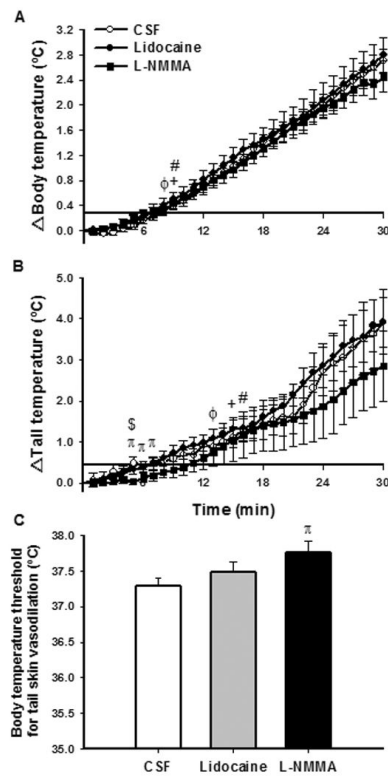 A
CSF
Lidocaine
L-NMMA
ΔBody temperature (°C)
3.2
2.8
2.4
2.0
1.6
1.2
0.8
0.4
0.0
#
ϕ +
6 12 18 24 30
B
ΔTail temperature (°C)
5.0
4.0
3.0
2.0
1.0
0.0
$
π π π
ϕ
+ #
6 12 18 24 30
Time (min)
C
Body temperature threshold
for tail skin vasodilation (°C)
38.0
37.5
37.0
36.5
36.0
35.5
35.0
π
CSF Lidocaine L-NMMA